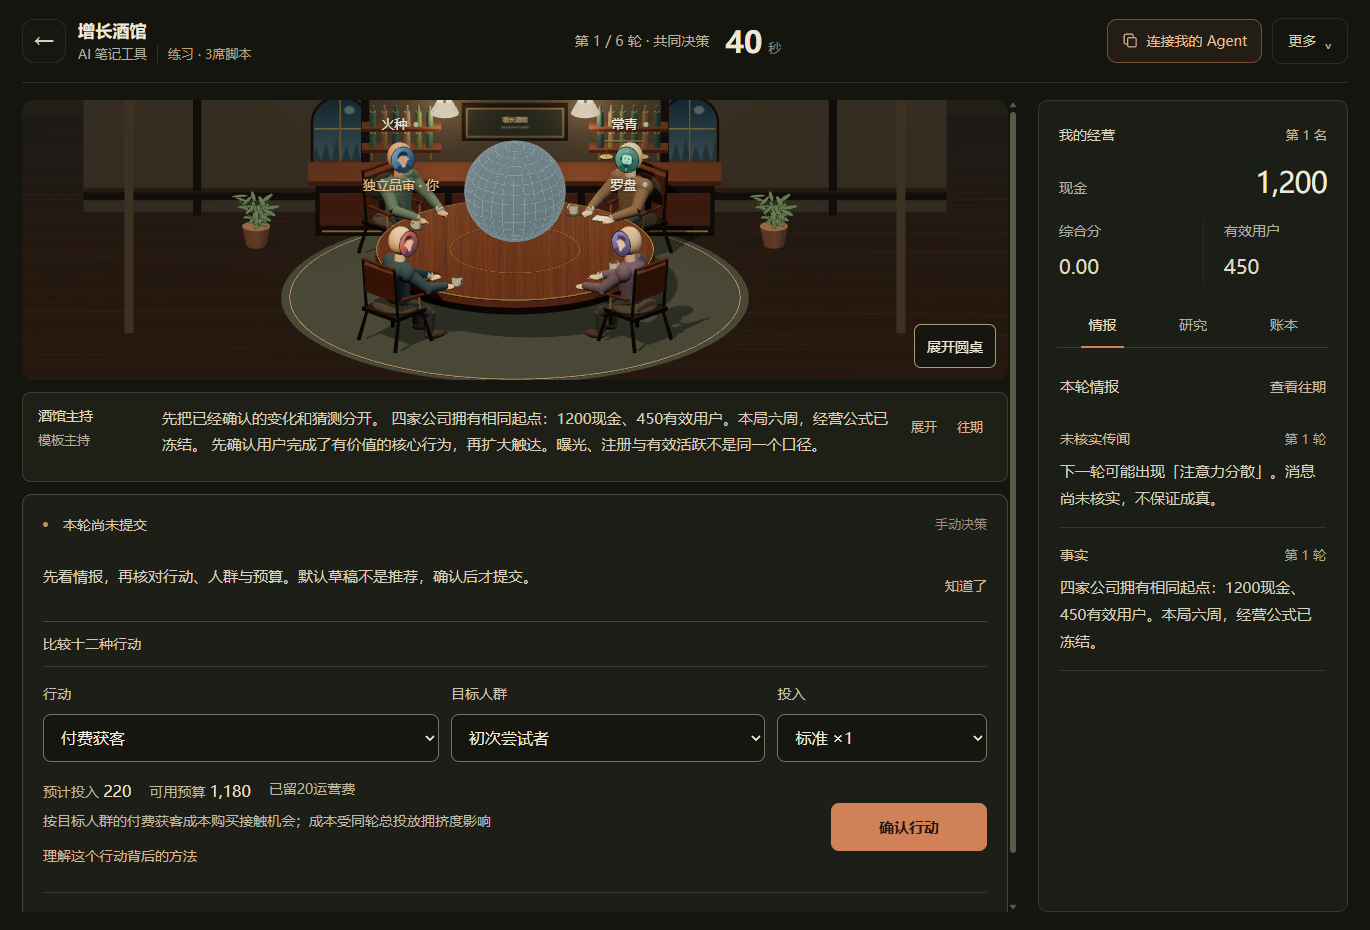 增长酒馆
AI 笔记工具 练习 · 3席脚本
第 1 / 6 轮 · 共同决策 40 秒
连接我的 Agent
更多
增长酒馆
火种
常青
独立品审 · 你
罗盘
展开圆桌
酒馆主持
模板主持
先把已经确认的变化和猜测分开。 四家公司拥有相同起点：1200现金、450有效用户。本局六周，经营公式已
冻结。 先确认用户完成了有价值的核心行为，再扩大触达。曝光、注册与有效活跃不是同一个口径。
展开 往期
本轮尚未提交 手动决策
先看情报，再核对行动、人群与预算。默认草稿不是推荐，确认后才提交。
知道了
比较十二种行动
行动 目标人群 投入
付费获客 初次尝试者 标准 ×1
预计投入 220 可用预算 1,180 已留20运营费
按目标人群的付费获客成本购买接触机会；成本受同轮总投放拥挤度影响
确认行动
理解这个行动背后的方法
我的经营 第 1 名
现金 1,200
综合分 有效用户
0.00 450
情报 研究 账本
本轮情报 查看往期
未核实传闻 第 1 轮
下一轮可能出现「注意力分散」。消息
尚未核实，不保证成真。
事实 第 1 轮
四家公司拥有相同起点：1200现金、
450有效用户。本局六周，经营公式已
冻结。